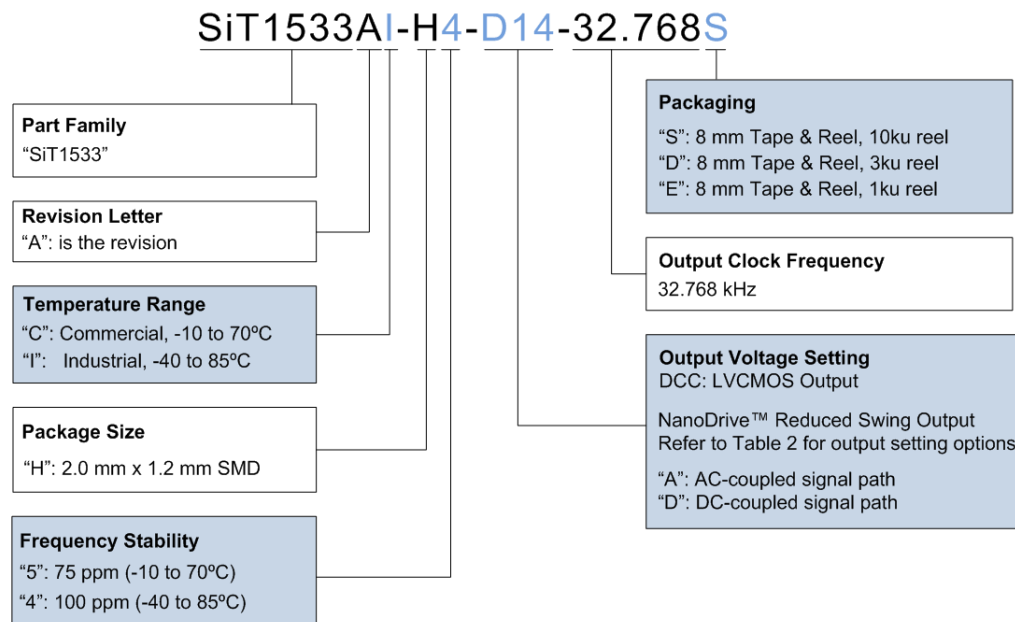 SiT1533AI-H4-D14-32.768S
Part Family
“SiT1533”
Revision Letter
“A”: is the revision
Temperature Range
“C”: Commercial, -10 to 70ºC
“I”: Industrial, -40 to 85ºC
Package Size
“H”: 2.0 mm x 1.2 mm SMD
Frequency Stability
“5”: 75 ppm (-10 to 70ºC)
“4”: 100 ppm (-40 to 85ºC)
Packaging
“S”: 8 mm Tape & Reel, 10ku reel
“D”: 8 mm Tape & Reel, 3ku reel
“E”: 8 mm Tape & Reel, 1ku reel
Output Clock Frequency
32.768 kHz
Output Voltage Setting
DCC: LVCMOS Output
NanoDrive™ Reduced Swing Output
Refer to Table 2 for output setting options
“A”: AC-coupled signal path
“D”: DC-coupled signal path